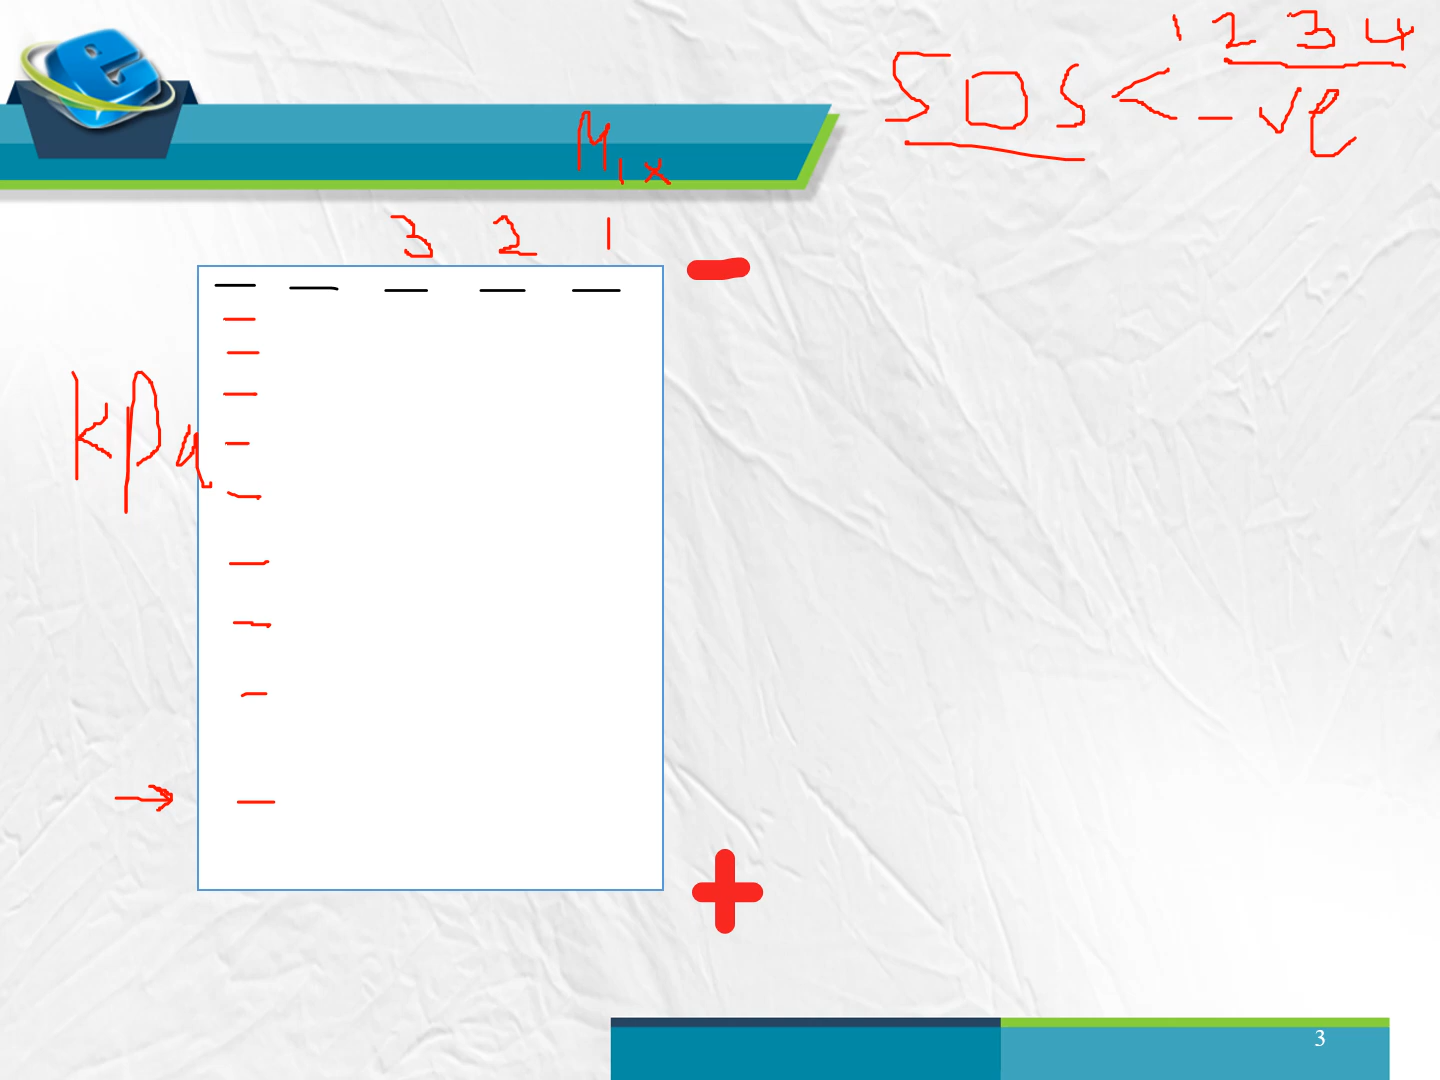 1 2 3 4
SDS < - ve
Mix
3 2 1
-
kDa
→
+
3